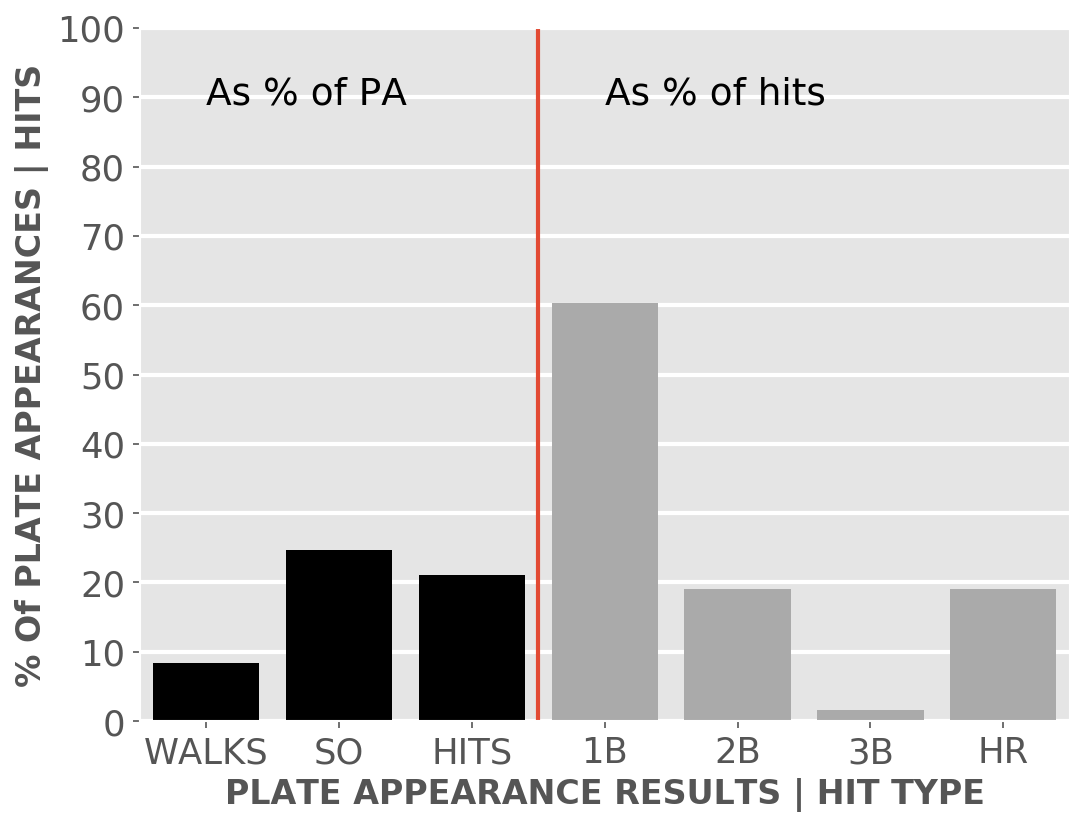 % Of PLATE APPEARANCES | HITS
100
90
80
70
60
50
40
30
20
10
0
As % of PA
As % of hits
WALKS SO HITS 1B 2B 3B HR
PLATE APPEARANCE RESULTS | HIT TYPE